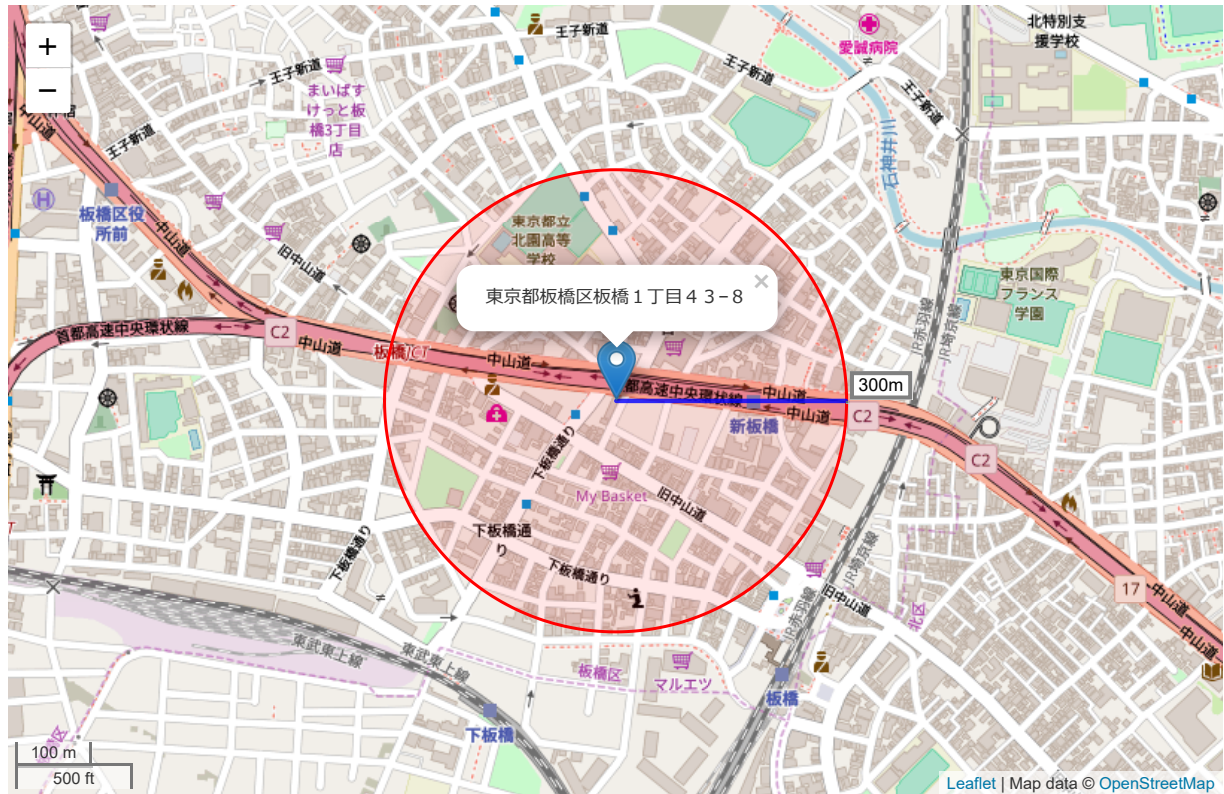 +
−
王子新道
愛誠病院
北特別支
援学校
王子新道
王子新道
王子新道
まいばす
けっと板
橋3丁目
店
中山道
王子新道
石神井川
板橋区役
所前
中山道
旧中山道
東京都立
北園高等
学校
東京国際
フランス
学園
東京都板橋区板橋１丁目４３−８
×
首都高速中央環状線
C2
中山道
板橋JCT
中山道
JR赤羽線
JR埼京線
都高速中央環状線
中山道
300m
新板橋
中山道
C2
C2
下板橋通り
My Basket
旧中山道
下板橋通
り
下板橋通り
下板橋通り
JR埼京線
JR赤羽線
旧中山道
北区
17
中山道
中山道
東武東上線
東武東上線
板橋区
マルエツ
板橋
下板橋
100 m
500 ft
Leaflet | Map data © OpenStreetMap